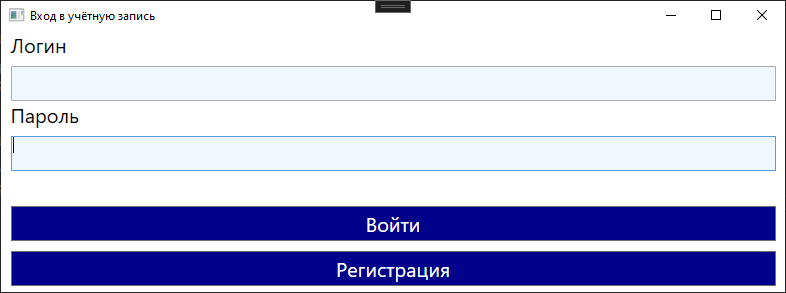 Вход в учётную запись
Логин
Пароль
Войти
Регистрация